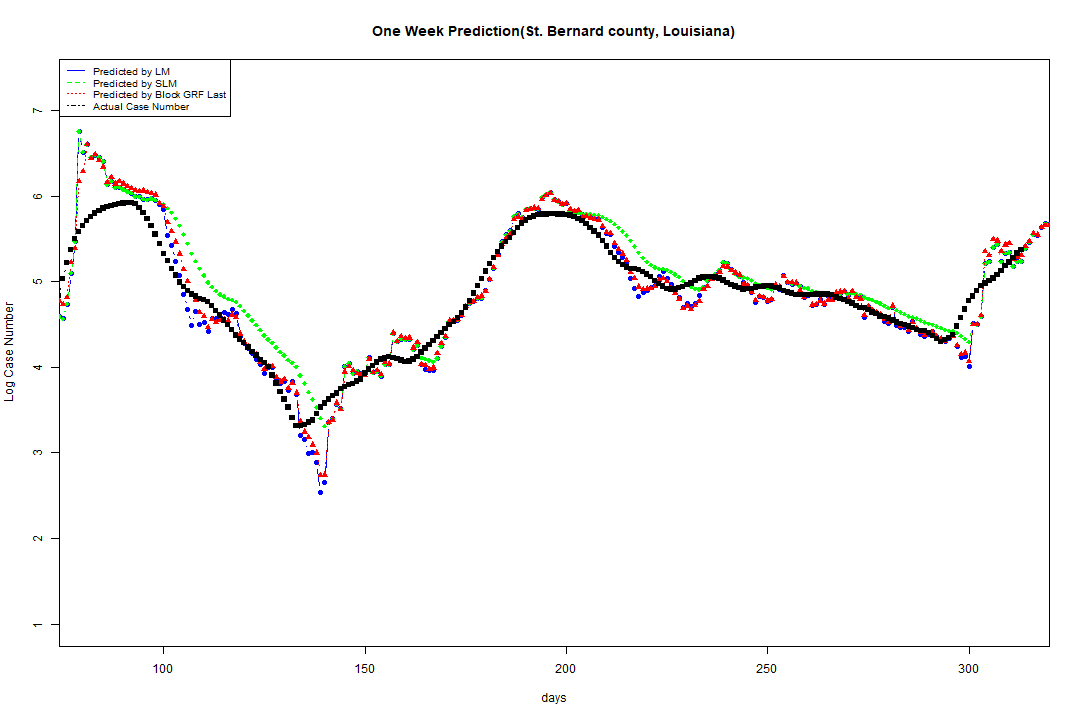 One Week Prediction(St. Bernard county, Louisiana)
Predicted by LM
Predicted by SLM
Predicted by Block GRF Last
Actual Case Number
7
6
5
4
3
2
1
Log Case Number
100 150 200 250 300
days